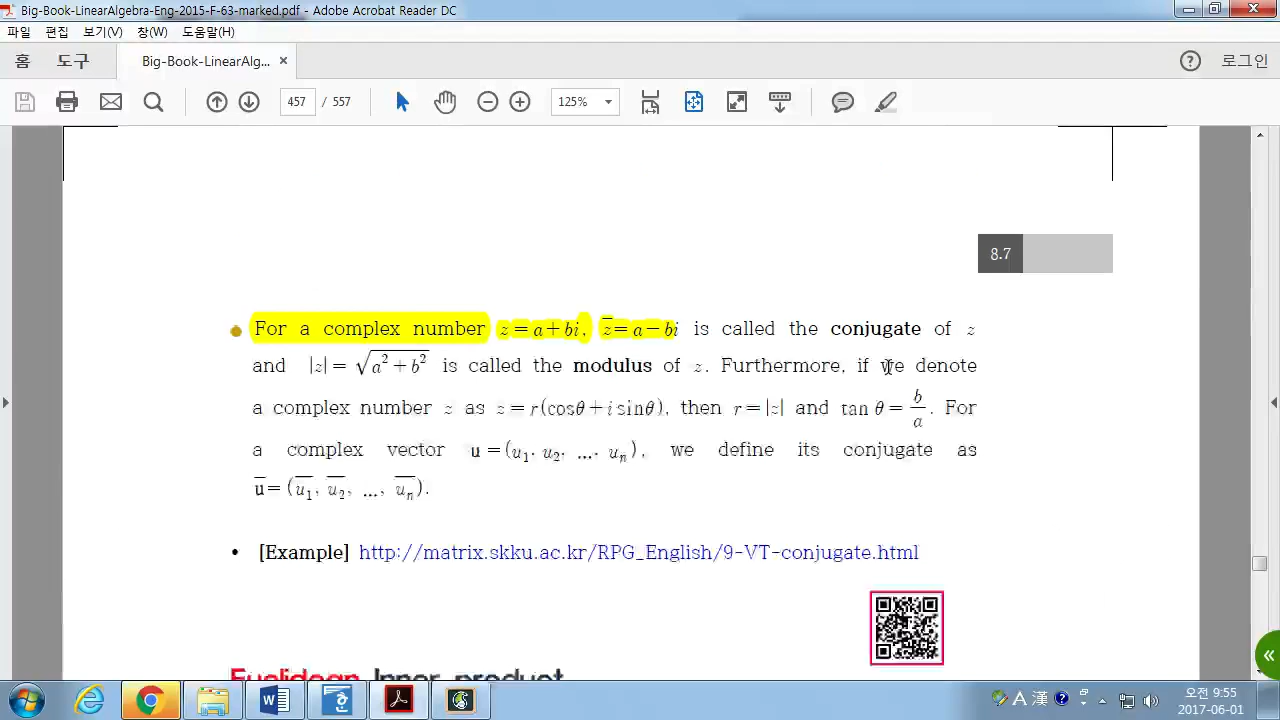 Big-Book-LinearAlgebra-Eng-2015-F-63-marked.pdf - Adobe Acrobat Reader DC
파일 편집 보기(V) 창(W) 도움말(H)
홈 도구 Big-Book-LinearAlg... × 로그인
457 / 557 125%
8.7
For a complex number z = a + bi, z̅ = a − bi is called the conjugate of z
and |z| = √(a² + b²) is called the modulus of z. Furthermore, if we denote
a complex number z as z = r(cosθ + i sinθ), then r = |z| and tan θ = b/a. For
a complex vector u = (u₁, u₂, ..., uₙ), we define its conjugate as
u̅ = (u̅₁, u̅₂, ..., u̅ₙ).
• [Example] http://matrix.skku.ac.kr/RPG_English/9-VT-conjugate.html
Euclidean Inner product
A 漢
오전 9:55
2017-06-01